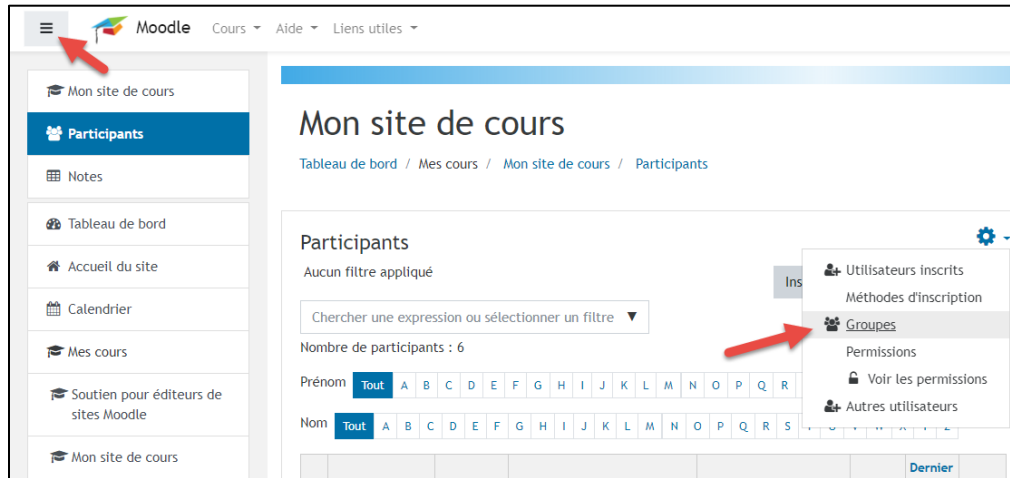 Moodle Cours Aide Liens utiles
Mon site de cours
Participants
Notes
Tableau de bord
Accueil du site
Calendrier
Mes cours
Soutien pour éditeurs de
sites Moodle
Mon site de cours
Mon site de cours
Tableau de bord / Mes cours / Mon site de cours / Participants
Participants
Aucun filtre appliqué
Ins
Chercher une expression ou sélectionner un filtre ▼
Nombre de participants : 6
Prénom Tout A B C D E F G H I J K L M N O P Q R
Nom Tout A B C D E F G H I J K L M N O P Q R S
Utilisateurs inscrits
Méthodes d'inscription
Groupes
Permissions
Voir les permissions
Autres utilisateurs
Dernier